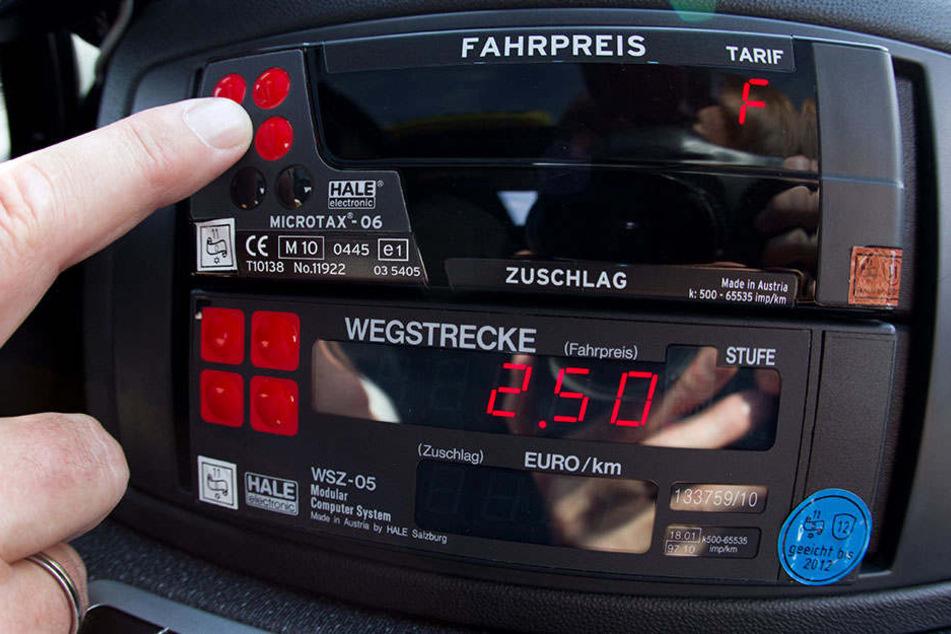 FAHRPREIS
TARIF
F
HALE®
electronic
MICROTAX®-06
11
CE M 10 0445 e1
T10138 No.11922 03 5405
ZUSCHLAG
Made in Austria
k: 500 - 65535 imp/km
WEGSTRECKE (Fahrpreis) STUFE
2.50
(Zuschlag) EURO/km
11
HALE
electronic
WSZ-05
Modular
Computer System
Made in Austria by HALE Salzburg
133759/10
18.01 k500-65535
97.10 imp/km
11 12
geeicht bis
2012